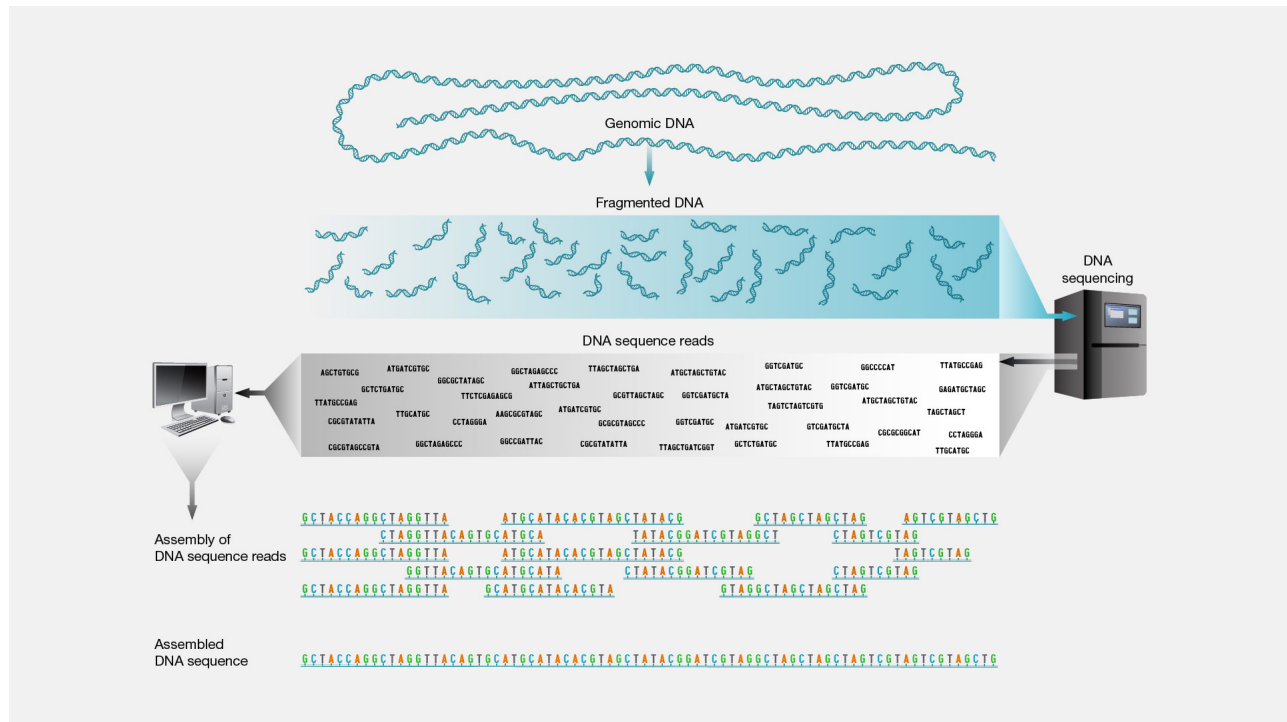 Genomic DNA
Fragmented DNA
DNA
sequencing
DNA sequence reads
AGCTGTGCG
ATGATCGTGC
GGCTAGAGCCC
TTAGCTAGCTGA
ATGCTAGCTGTAC
GGTCGATGC
GGCCCCAT
TTATGCCGAG
GCTCTGATGC
GGCGCTATAGC
ATTAGCTGCTGA
GCGTTAGCTAGC
GGTCGATGCTA
ATGCTAGCTGTAC
GGTCGATGC
GAGATGCTAGC
TTATGCCGAG
TTCTCGAGAGCG
ATGCTAGCTGTAC
CGCGTATATTA
TTGCATGC
CCTAGGGA
AAGCGCGTAGC
ATGATCGTGC
GCGCGTAGCCC
GGTCGATGC
ATGATCGTGC
TAGTCTAGTCGTG
GTCGATGCTA
TAGCTAGCT
CGCGCGGCAT
CCTAGGGA
CGCGTAGCCGTA
GGCTAGAGCCC
GGCCGATTAC
CGCGTATATTA
TTAGCTGATCGGT
GCTCTGATGC
TTATGCCGAG
TTGCATGC
Assembly of
DNA sequence reads
GCTACCAGGCTAGGTTA ATGCATACACGTAGCTATACG GCTAGCTAGCTAG AGTCGTAGCTG
CTAGGTTACAGTGCATGCA TATACGGATCGTAGGCT CTAGTCGTAG
GCTACCAGGCTAGGTTA ATGCATACACGTAGCTATACG TAGTCGTAG
GGTTACAGTGCATGCATA CTATACGGATCGTAG CTAGTCGTAG
GCTACCAGGCTAGGTTA GCATGCATACACGTA GTAGGCTAGCTAGCTAG
Assembled
DNA sequence
GCTACCAGGCTAGGTTACAGTGCATGCATACACGTAGCTATACGGATCGTAGGCTAGCTAGCTAGTCGTAGTCGTAGCTG